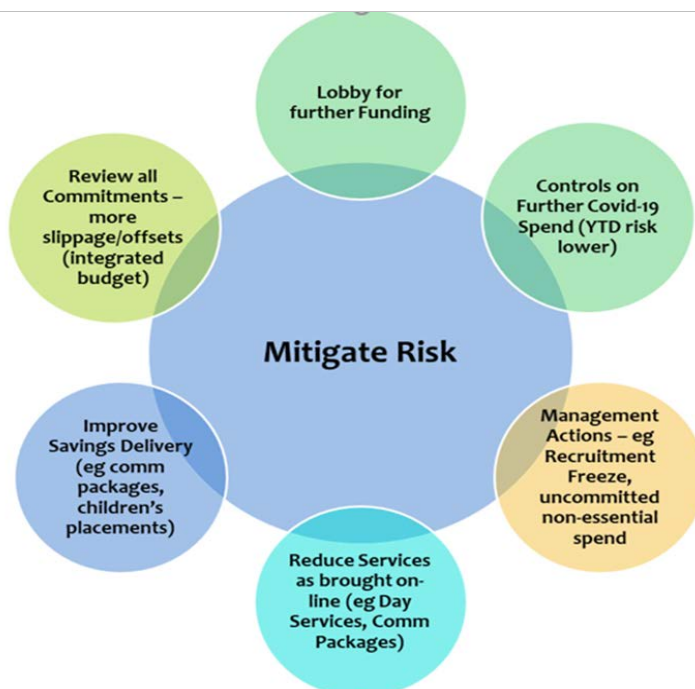 Lobby for
further Funding
Controls on
Further Covid-19
Spend (YTD risk
lower)
Management
Actions – eg
Recruitment
Freeze,
uncommitted
non-essential
spend
Reduce Services
as brought on-
line (eg Day
Services, Comm
Packages)
Improve
Savings Delivery
(eg comm
packages,
children's
placements)
Review all
Commitments –
more
slippage/offsets
(integrated
budget)
Mitigate Risk